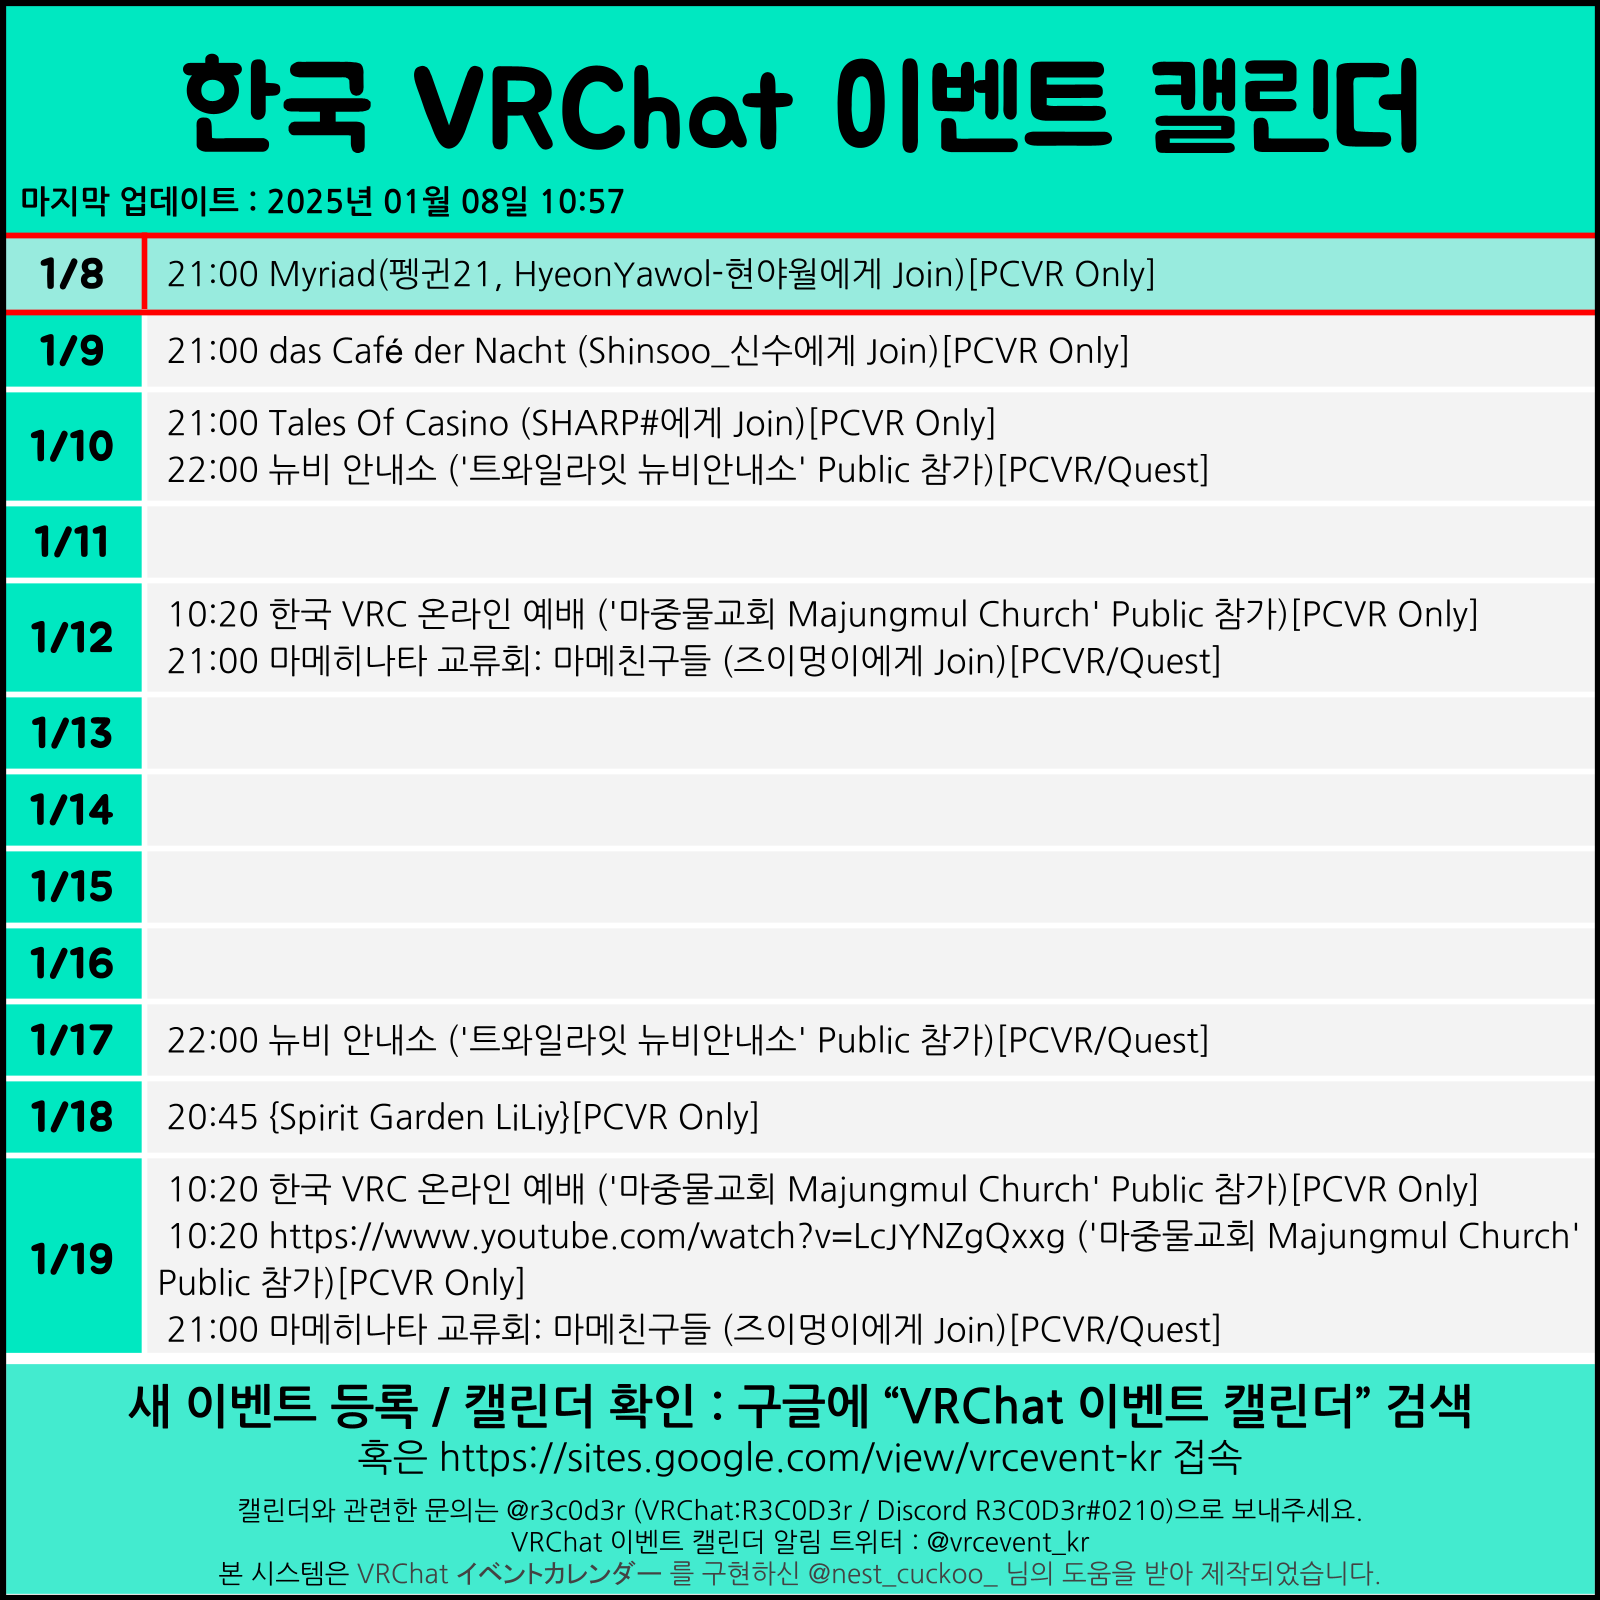 한국 VRChat 이벤트 캘린더
마지막 업데이트 : 2025년 01월 08일 10:57
1/8 21:00 Myriad(펭귄21, HyeonYawol-현야월에게 Join)[PCVR Only]
1/9 21:00 das Café der Nacht (Shinsoo_신수에게 Join)[PCVR Only]
1/10 21:00 Tales Of Casino (SHARP#에게 Join)[PCVR Only]
22:00 뉴비 안내소 ('트와일라잇 뉴비안내소' Public 참가)[PCVR/Quest]
1/11
1/12 10:20 한국 VRC 온라인 예배 ('마중물교회 Majungmul Church' Public 참가)[PCVR Only]
21:00 마메히나타 교류회: 마메친구들 (즈이멍이에게 Join)[PCVR/Quest]
1/13
1/14
1/15
1/16
1/17 22:00 뉴비 안내소 ('트와일라잇 뉴비안내소' Public 참가)[PCVR/Quest]
1/18 20:45 {Spirit Garden LiLiy}[PCVR Only]
1/19 10:20 한국 VRC 온라인 예배 ('마중물교회 Majungmul Church' Public 참가)[PCVR Only]
10:20 https://www.youtube.com/watch?v=LcJYNZgQxxg ('마중물교회 Majungmul Church'
Public 참가)[PCVR Only]
21:00 마메히나타 교류회: 마메친구들 (즈이멍이에게 Join)[PCVR/Quest]
새 이벤트 등록 / 캘린더 확인 : 구글에 “VRChat 이벤트 캘린더” 검색
혹은 https://sites.google.com/view/vrcevent-kr 접속
캘린더와 관련한 문의는 @r3c0d3r (VRChat:R3C0D3r / Discord R3C0D3r#0210)으로 보내주세요.
VRChat 이벤트 캘린더 알림 트위터 : @vrcevent_kr
본 시스템은 VRChat イベントカレンダー 를 구현하신 @nest_cuckoo_ 님의 도움을 받아 제작되었습니다.